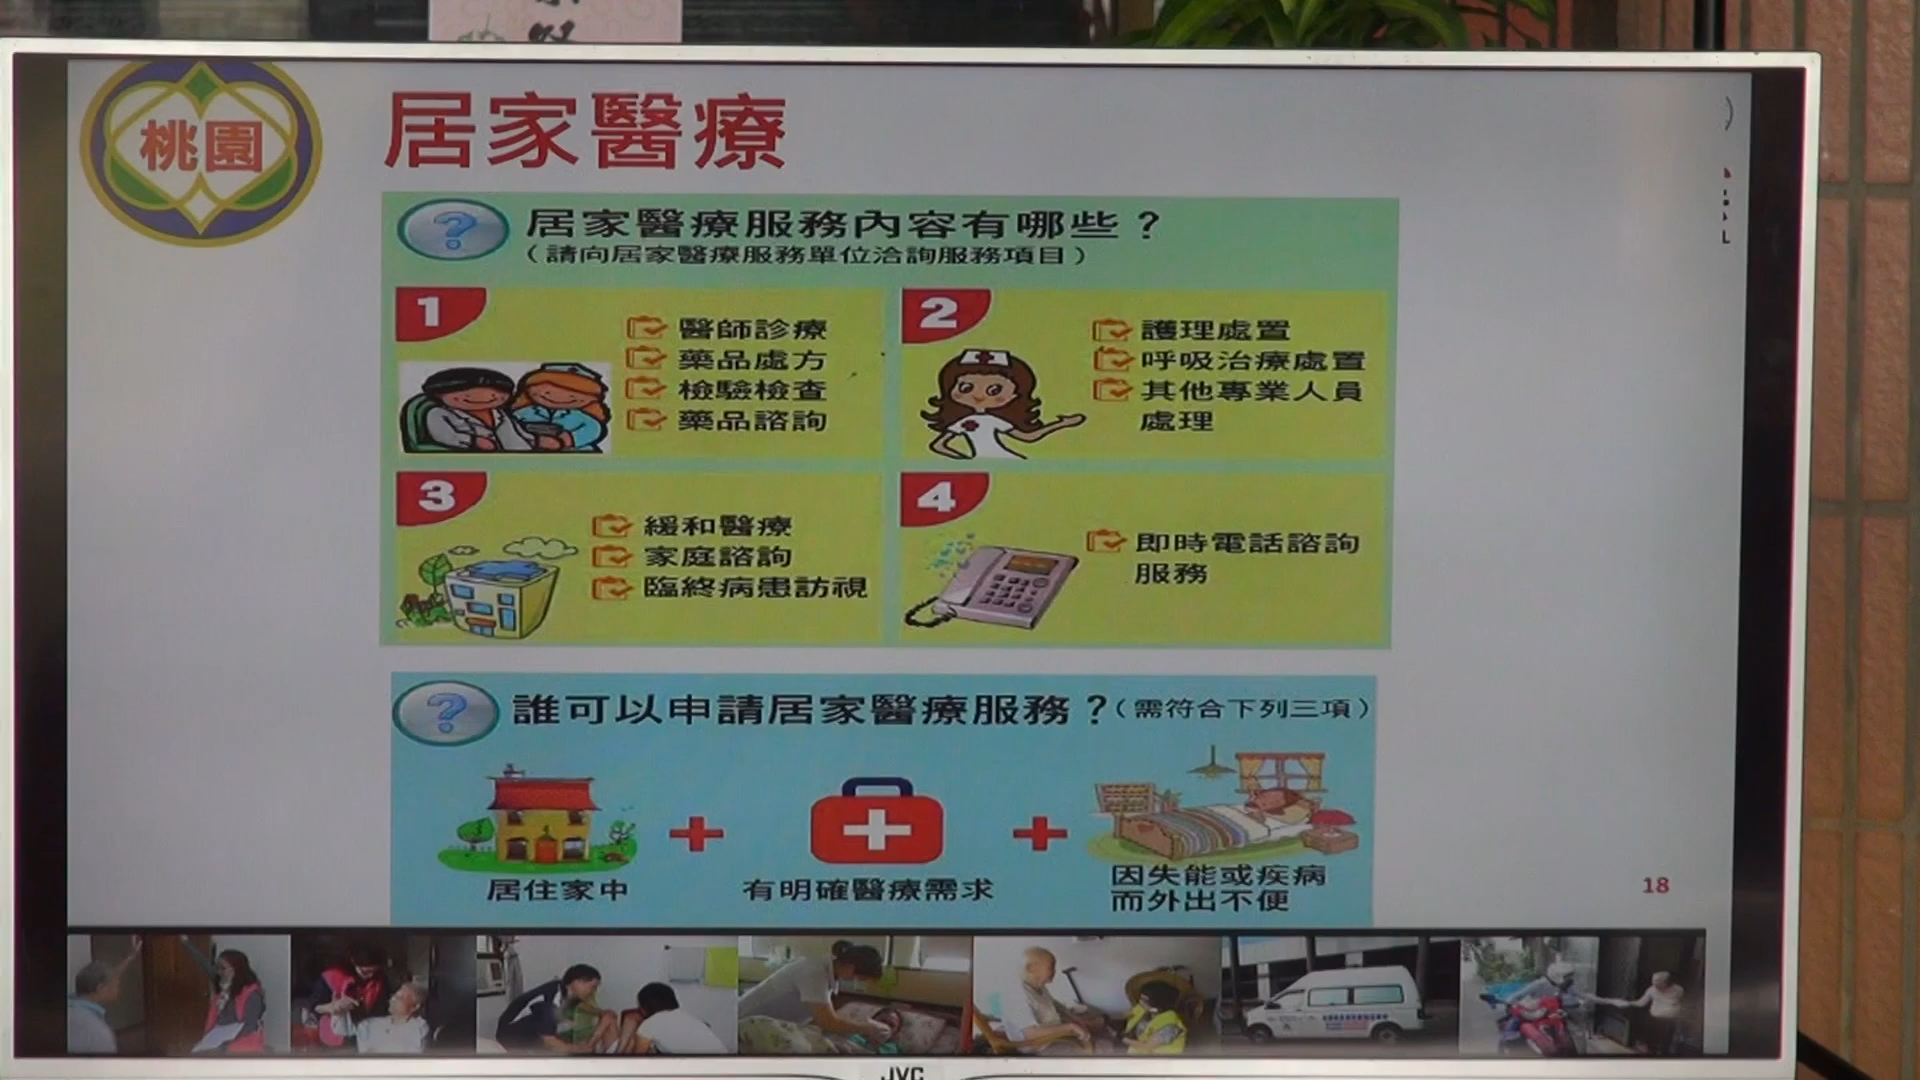 桃園
居家醫療
?
居家醫療服務內容有哪些？
（請向居家醫療服務單位洽詢服務項目）
1
醫師診療
藥品處方
檢驗檢查
藥品諮詢
2
護理處置
呼吸治療處置
其他專業人員
處理
3
緩和醫療
家庭諮詢
臨終病患訪視
4
即時電話諮詢
服務
?
誰可以申請居家醫療服務？（需符合下列三項）
居住家中
+
有明確醫療需求
+
因失能或疾病
而外出不便
18
JVC